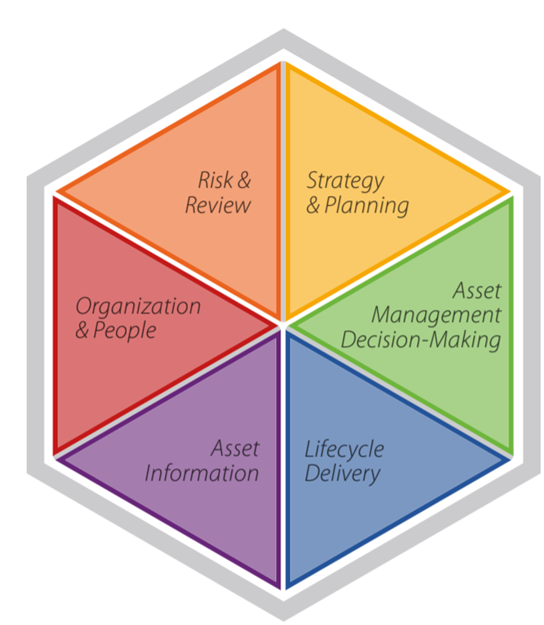 Risk &
Review
Strategy
& Planning
Asset
Management
Decision-Making
Lifecycle
Delivery
Asset
Information
Organization
& People